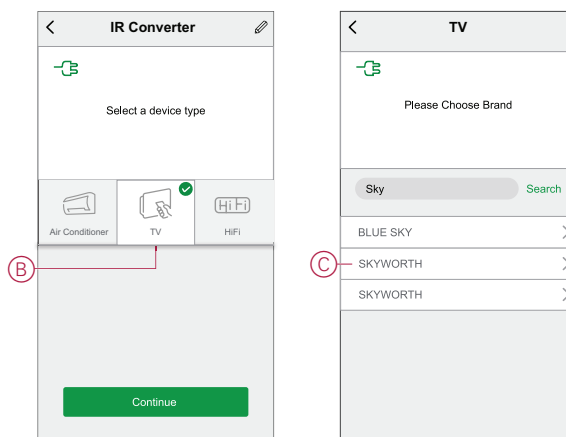 IR Converter
Select a device type
Air Conditioner
TV
HiFi
HiFi
B
Continue
TV
Please Choose Brand
Sky
Search
BLUE SKY
C
SKYWORTH
SKYWORTH